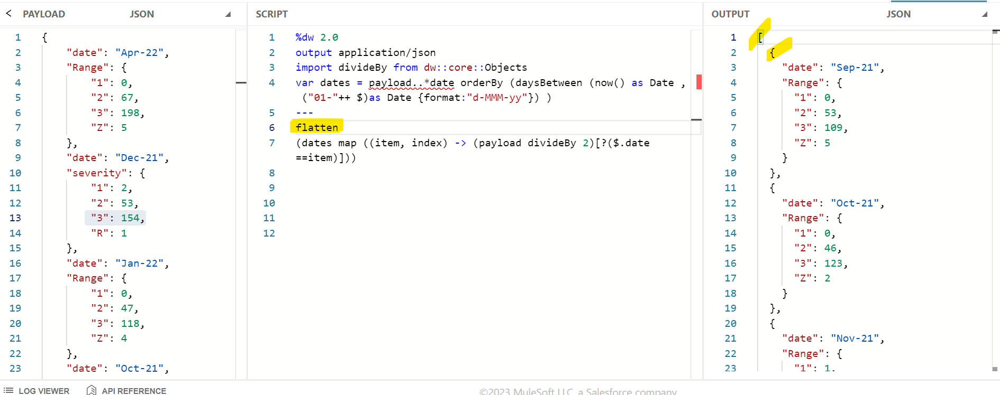 < PAYLOAD JSON
1 {
2 "date": "Apr-22",
3 "Range": {
4 "1": 0,
5 "2": 67,
6 "3": 198,
7 "Z": 5
8 },
9 "date": "Dec-21",
10 "severity": {
11 "1": 2,
12 "2": 53,
13 "3": 154,
14 "R": 1
15 },
16 "date": "Jan-22",
17 "Range": {
18 "1": 0,
19 "2": 47,
20 "3": 118,
21 "Z": 4
22 },
23 "date": "Oct-21",
SCRIPT
1 %dw 2.0
2 output application/json
3 import divideBy from dw::core::Objects
4 var dates = payload..*date orderBy (daysBetween (now() as Date ,
("01-"++ $)as Date {format:"d-MMM-yy"}) )
5 ---
6 flatten
7 (dates map ((item, index) -> (payload divideBy 2)[?($.date
==item)]))
8
9
10
11
12
OUTPUT JSON
1 [
2 {
3 "date": "Sep-21",
4 "Range": {
5 "1": 0,
6 "2": 53,
7 "3": 109,
8 "Z": 5
9 }
10 },
11 {
12 "date": "Oct-21",
13 "Range": {
14 "1": 0,
15 "2": 46,
16 "3": 123,
17 "Z": 2
18 }
19 },
20 {
21 "date": "Nov-21",
22 "Range": {
23 "1": 1,
LOG VIEWER API REFERENCE
©2023 MuleSoft LLC, a Salesforce company